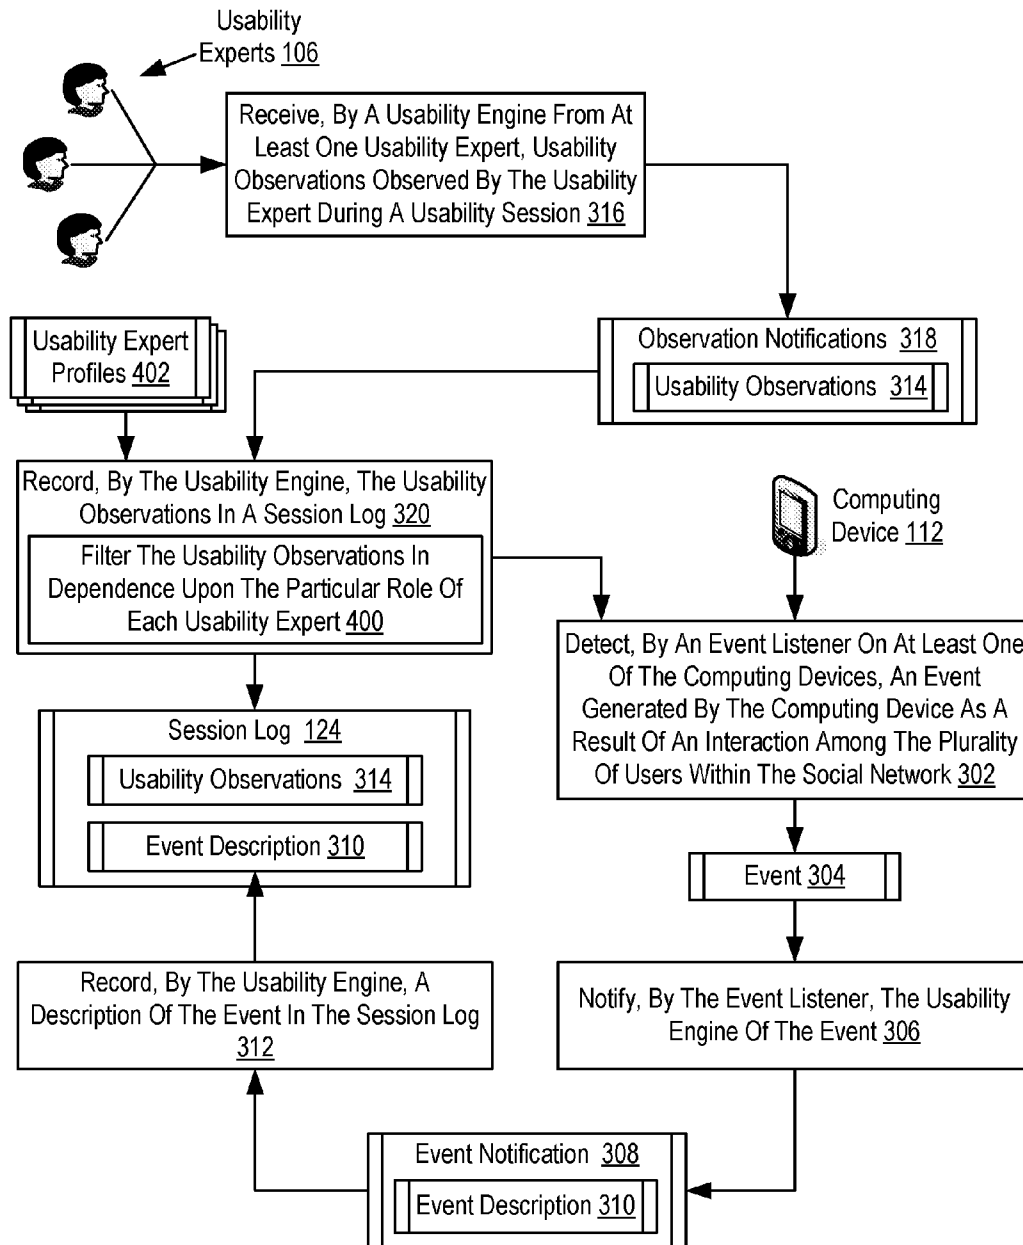 Usability
Experts 106
Receive, By A Usability Engine From At
Least One Usability Expert, Usability
Observations Observed By The Usability
Expert During A Usability Session 316
Usability Expert
Profiles 402
Observation Notifications 318
Usability Observations 314
Record, By The Usability Engine, The Usability
Observations In A Session Log 320
Filter The Usability Observations In
Dependence Upon The Particular Role Of
Each Usability Expert 400
Computing
Device 112
Detect, By An Event Listener On At Least One
Of The Computing Devices, An Event
Generated By The Computing Device As A
Result Of An Interaction Among The Plurality
Of Users Within The Social Network 302
Session Log 124
Usability Observations 314
Event Description 310
Event 304
Record, By The Usability Engine, A
Description Of The Event In The Session Log
312
Notify, By The Event Listener, The Usability
Engine Of The Event 306
Event Notification 308
Event Description 310